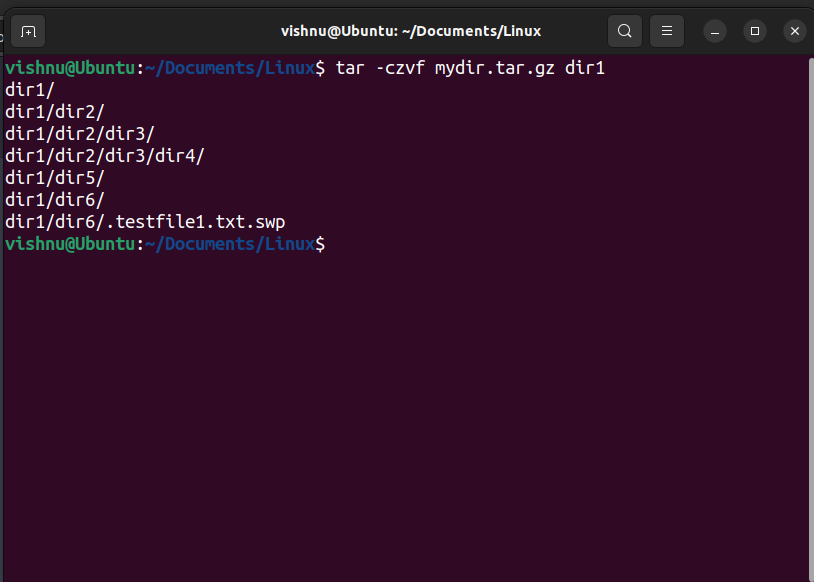 vishnu@Ubuntu: ~/Documents/Linux
vishnu@Ubuntu:~/Documents/Linux$ tar -czvf mydir.tar.gz dir1
dir1/
dir1/dir2/
dir1/dir2/dir3/
dir1/dir2/dir3/dir4/
dir1/dir5/
dir1/dir6/
dir1/dir6/.testfile1.txt.swp
vishnu@Ubuntu:~/Documents/Linux$